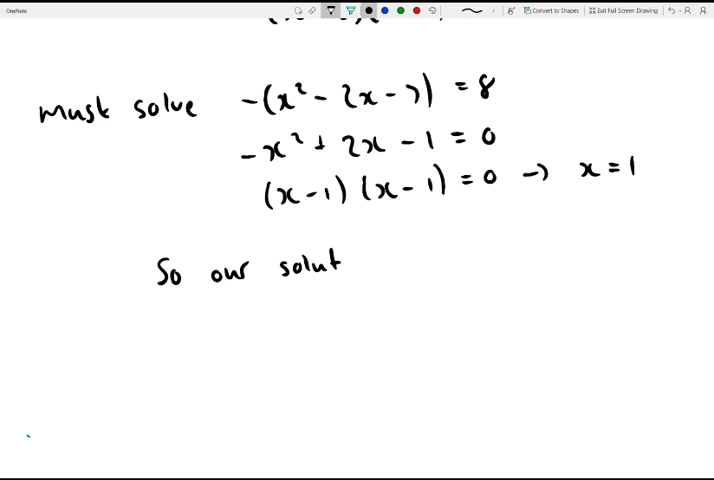 OneNote
Convert to Shapes
Exit Full Screen Drawing
must solve -(x² - 2x - 7) = 8
-x² + 2x - 1 = 0
(x-1) (x-1) = 0 → x = 1
So our solut